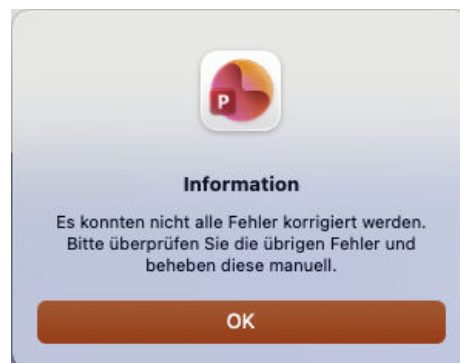 P
Information
Es konnten nicht alle Fehler korrigiert werden.
Bitte überprüfen Sie die übrigen Fehler und
beheben diese manuell.
OK